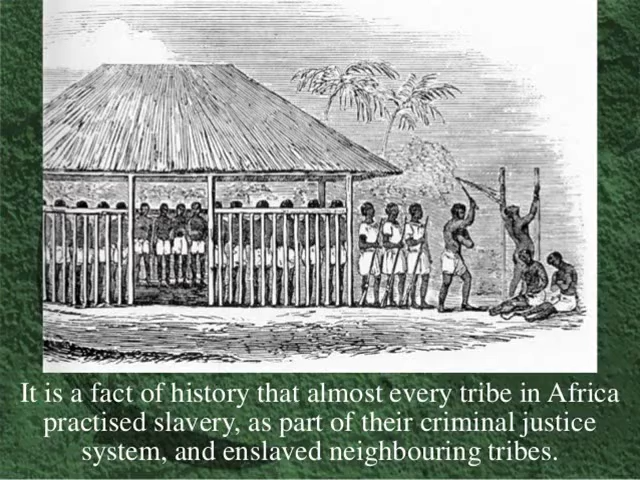 It is a fact of history that almost every tribe in Africa
practised slavery, as part of their criminal justice
system, and enslaved neighbouring tribes.